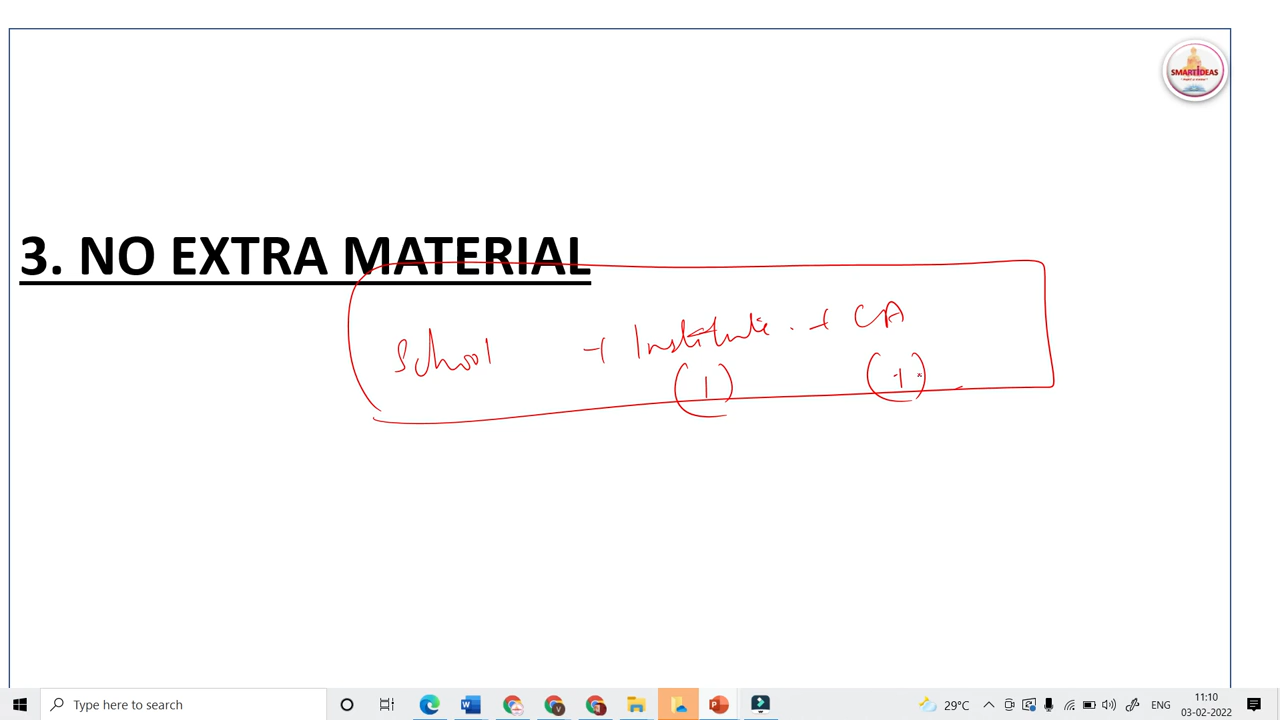 SMARTIDEAS
3. NO EXTRA MATERIAL
School + Institute + CA
(1) (1)
Type here to search
29°C
ENG
11:10
03-02-2022